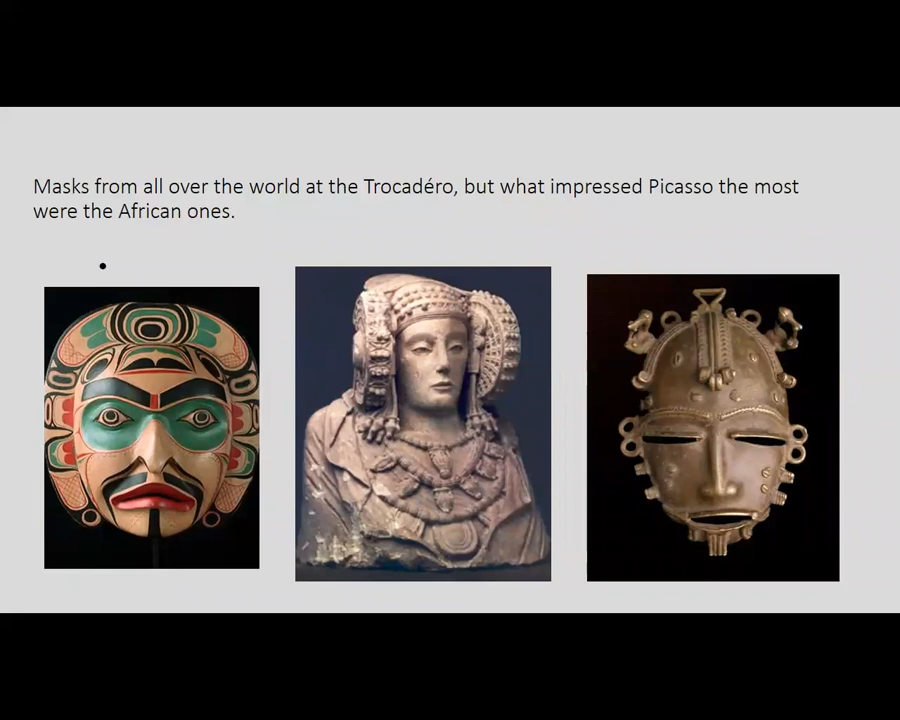 Masks from all over the world at the Trocadéro, but what impressed Picasso the most
were the African ones.